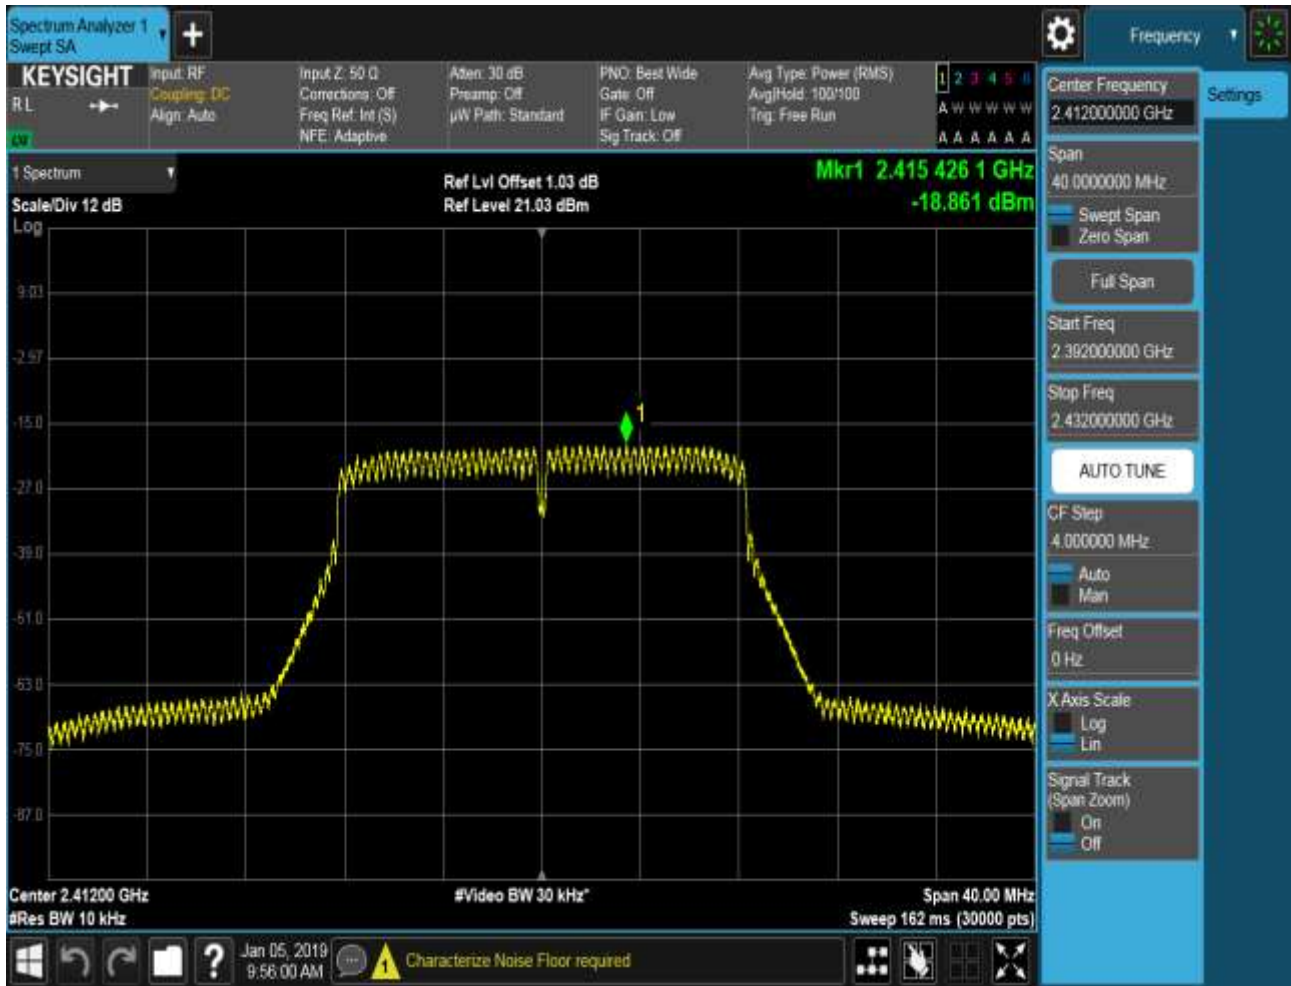 Spectrum Analyzer 1
Swept SA
+
Frequency
KEYSIGHT
RL
LXI
Input: RF
Coupling: DC
Align: Auto
Input Z: 50 Ω
Corrections: Off
Freq Ref: Int (S)
NFE: Adaptive
Atten: 30 dB
Preamp: Off
µW Path: Standard
PNO: Best Wide
Gate: Off
IF Gain: Low
Sig Track: Off
Avg Type: Power (RMS)
Avg|Hold: 100/100
Trig: Free Run
1 2 3 4 5 6
A W W W W W
A A A A A A
1 Spectrum
Scale/Div 12 dB
Log
Ref Lvl Offset 1.03 dB
Ref Level 21.03 dBm
Mkr1 2.415 426 1 GHz
-18.861 dBm
9.03
-2.97
-15.0
-27.0
-39.0
-51.0
-63.0
-75.0
-87.0
1
Center 2.41200 GHz
#Res BW 10 kHz
#Video BW 30 kHz*
Span 40.00 MHz
Sweep 162 ms (30000 pts)
Center Frequency
2.412000000 GHz
Settings
Span
40.0000000 MHz
Swept Span
Zero Span
Full Span
Start Freq
2.392000000 GHz
Stop Freq
2.432000000 GHz
AUTO TUNE
CF Step
4.000000 MHz
Auto
Man
Freq Offset
0 Hz
X Axis Scale
Log
Lin
Signal Track
(Span Zoom)
On
Off
?
Jan 05, 2019
9:56:00 AM
1
Characterize Noise Floor required